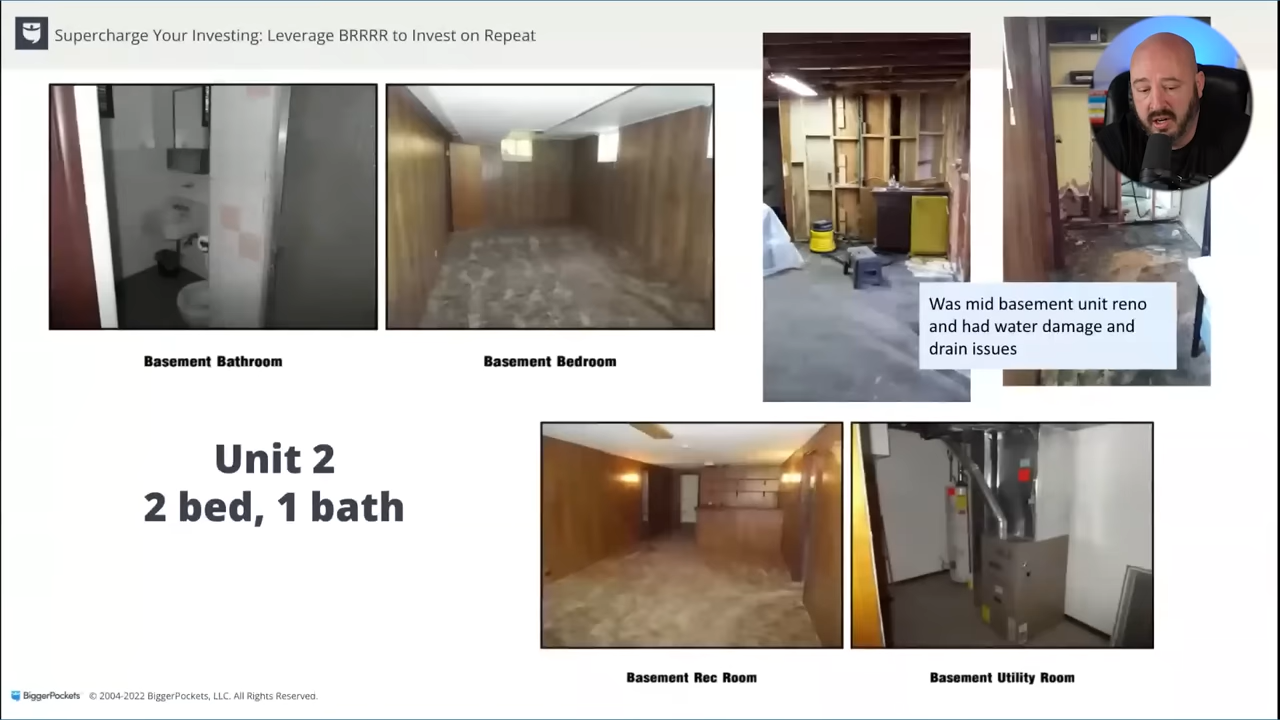 Supercharge Your Investing: Leverage BRRRR to Invest on Repeat
Basement Bathroom
Basement Bedroom
Was mid basement unit reno
and had water damage and
drain issues
Unit 2
2 bed, 1 bath
Basement Rec Room
Basement Utility Room
BiggerPockets © 2004-2022 BiggerPockets, LLC. All Rights Reserved.